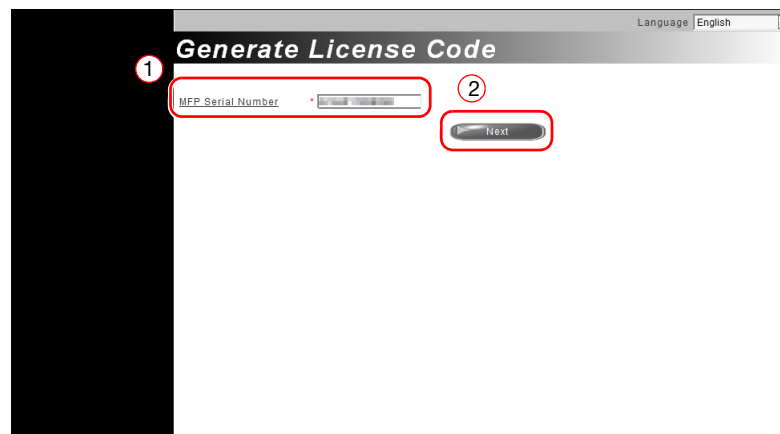 Language English
Generate License Code
1
MFP Serial Number *
2
Next